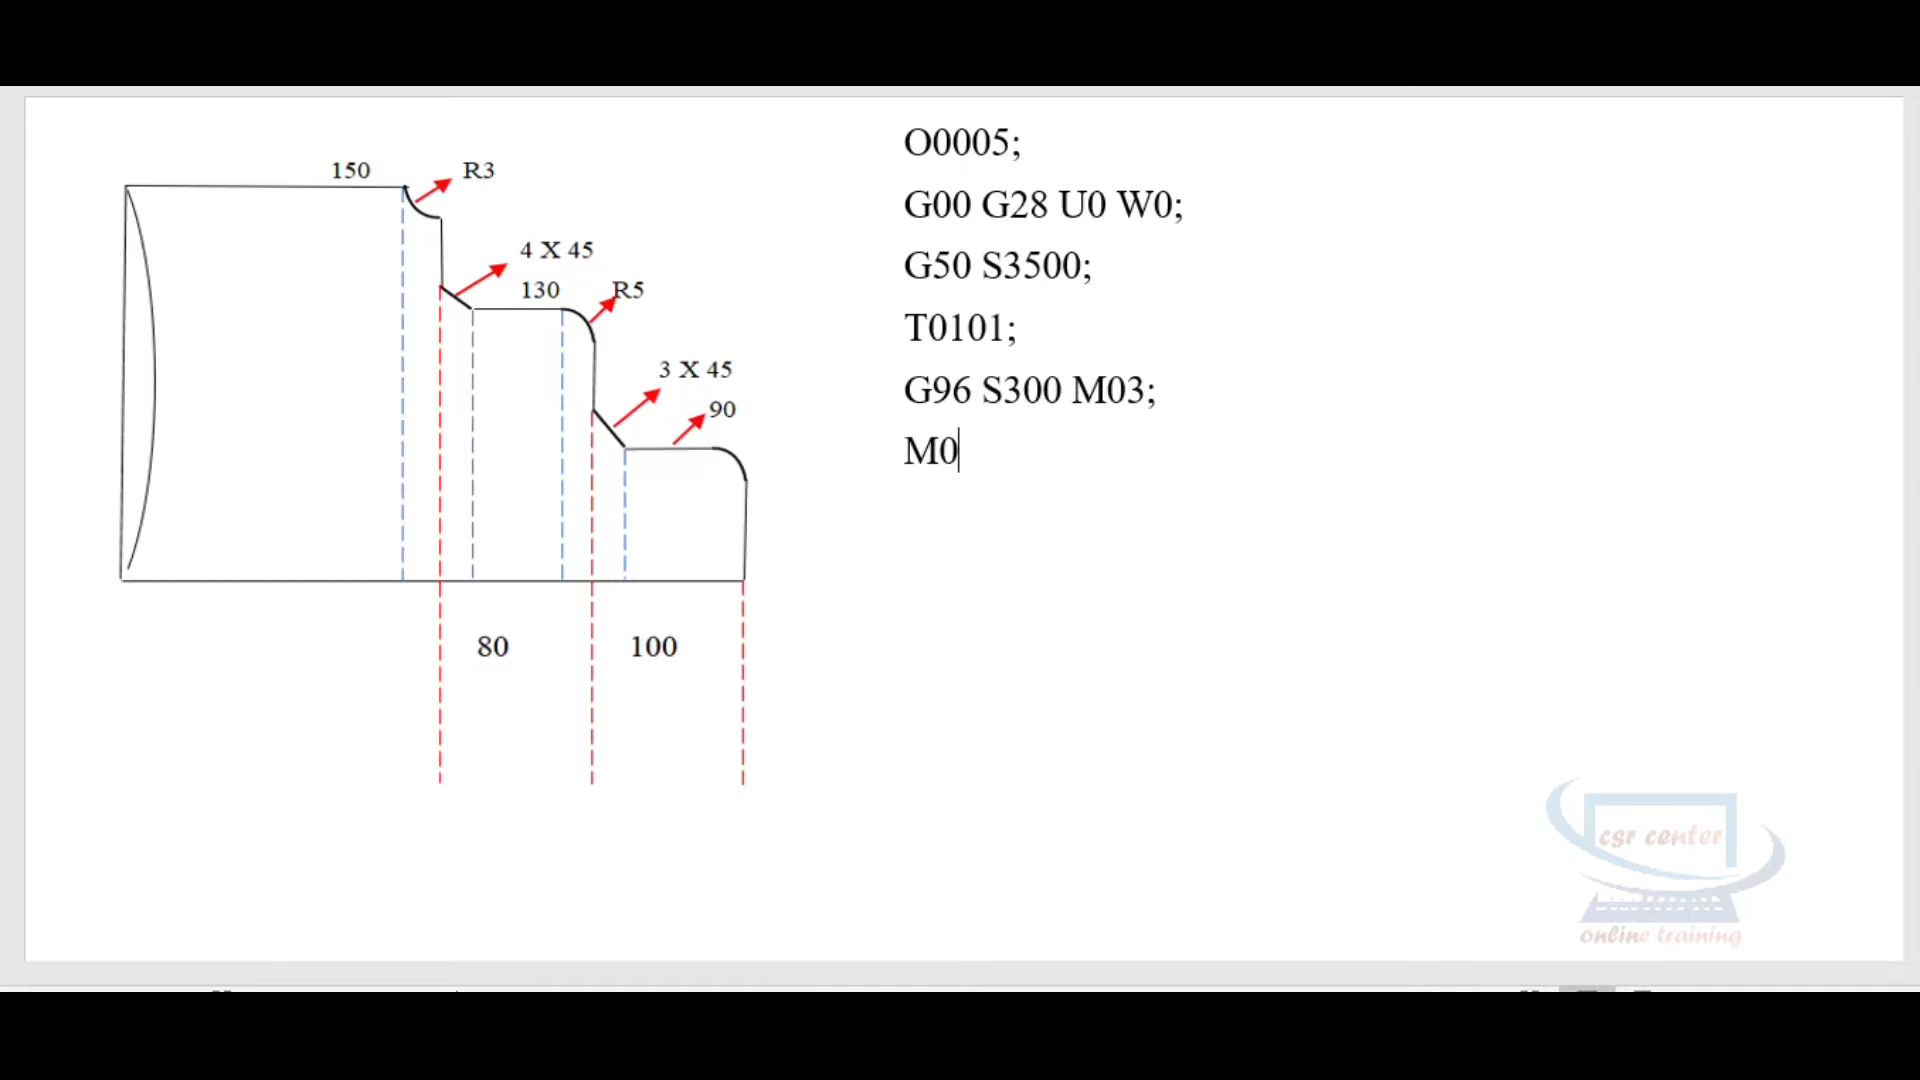 150
R3
4 X 45
130
R5
3 X 45
90
80
100
O0005;
G00 G28 U0 W0;
G50 S3500;
T0101;
G96 S300 M03;
M0
csr center
online training